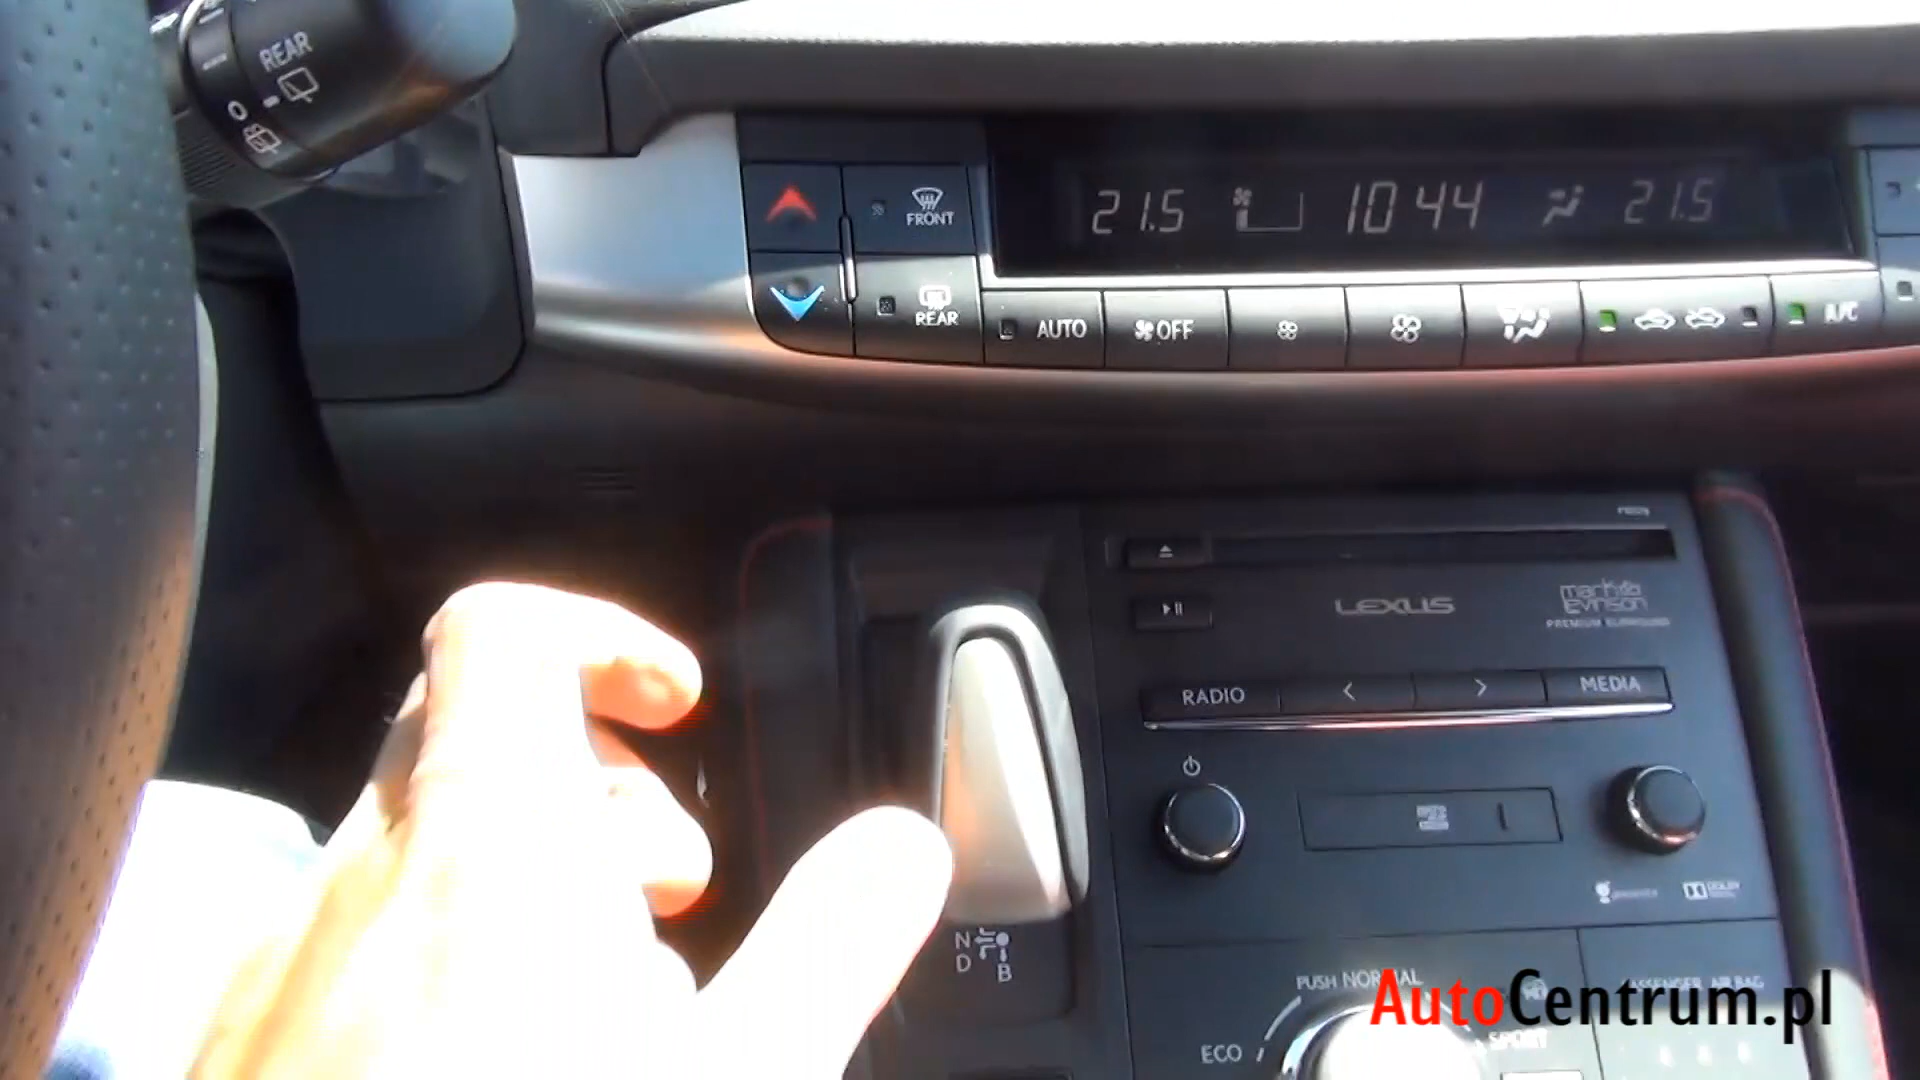 REAR
O
FRONT
21.5 10 44 21.5
REAR
AUTO OFF A/C
LEXUS
mark
levinson
PREMIUM SURROUND
RADIO < > MEDIA
DOLBY
N
D B
PUSH NORMAL
PASSENGER AIR BAG
ECO
SPORT
AutoCentrum.pl